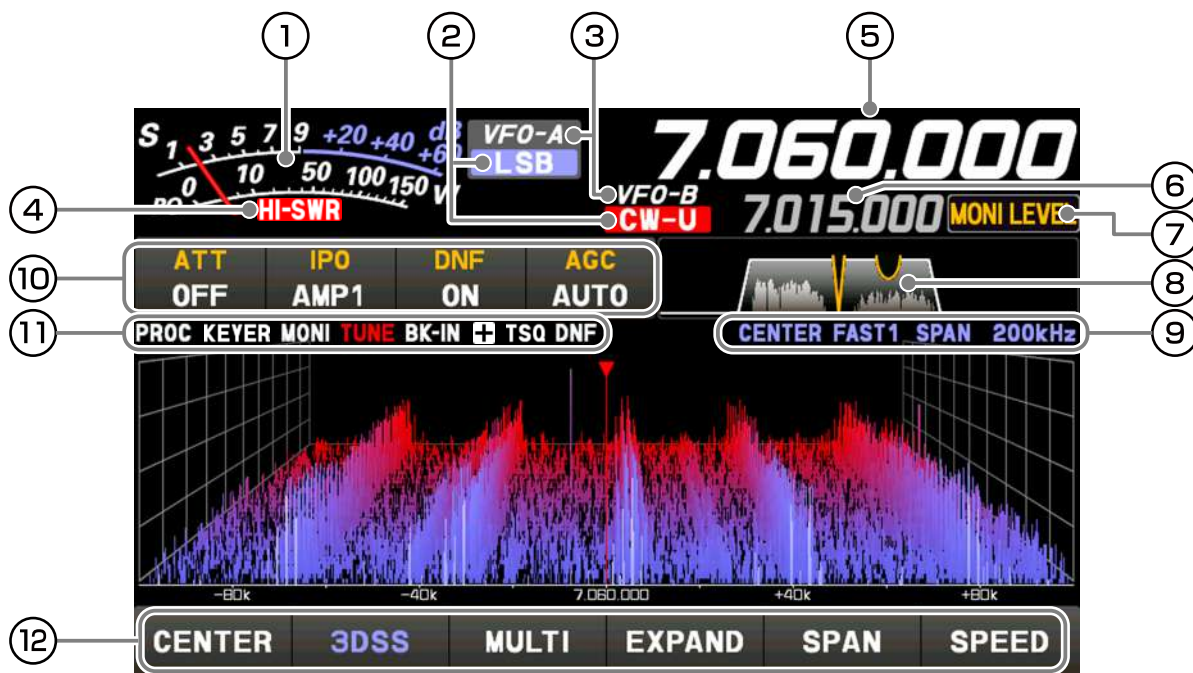 1 2 3 5
S 1 3 5 7 9 +20 +40 +60 dB
VFO-A
LSB
7.060.000
PO 0 10 50 100 150 W
4 HI-SWR
VFO-B
CW-U
7.015.000
MONI LEVEL
6
7
10
ATT IPO DNF AGC
OFF AMP1 ON AUTO
8
11 PROC KEYER MONI TUNE BK-IN + TSQ DNF
CENTER FAST1 SPAN 200kHz 9
-80k -40k 7.060.000 +40k +80k
12 CENTER 3DSS MULTI EXPAND SPAN SPEED